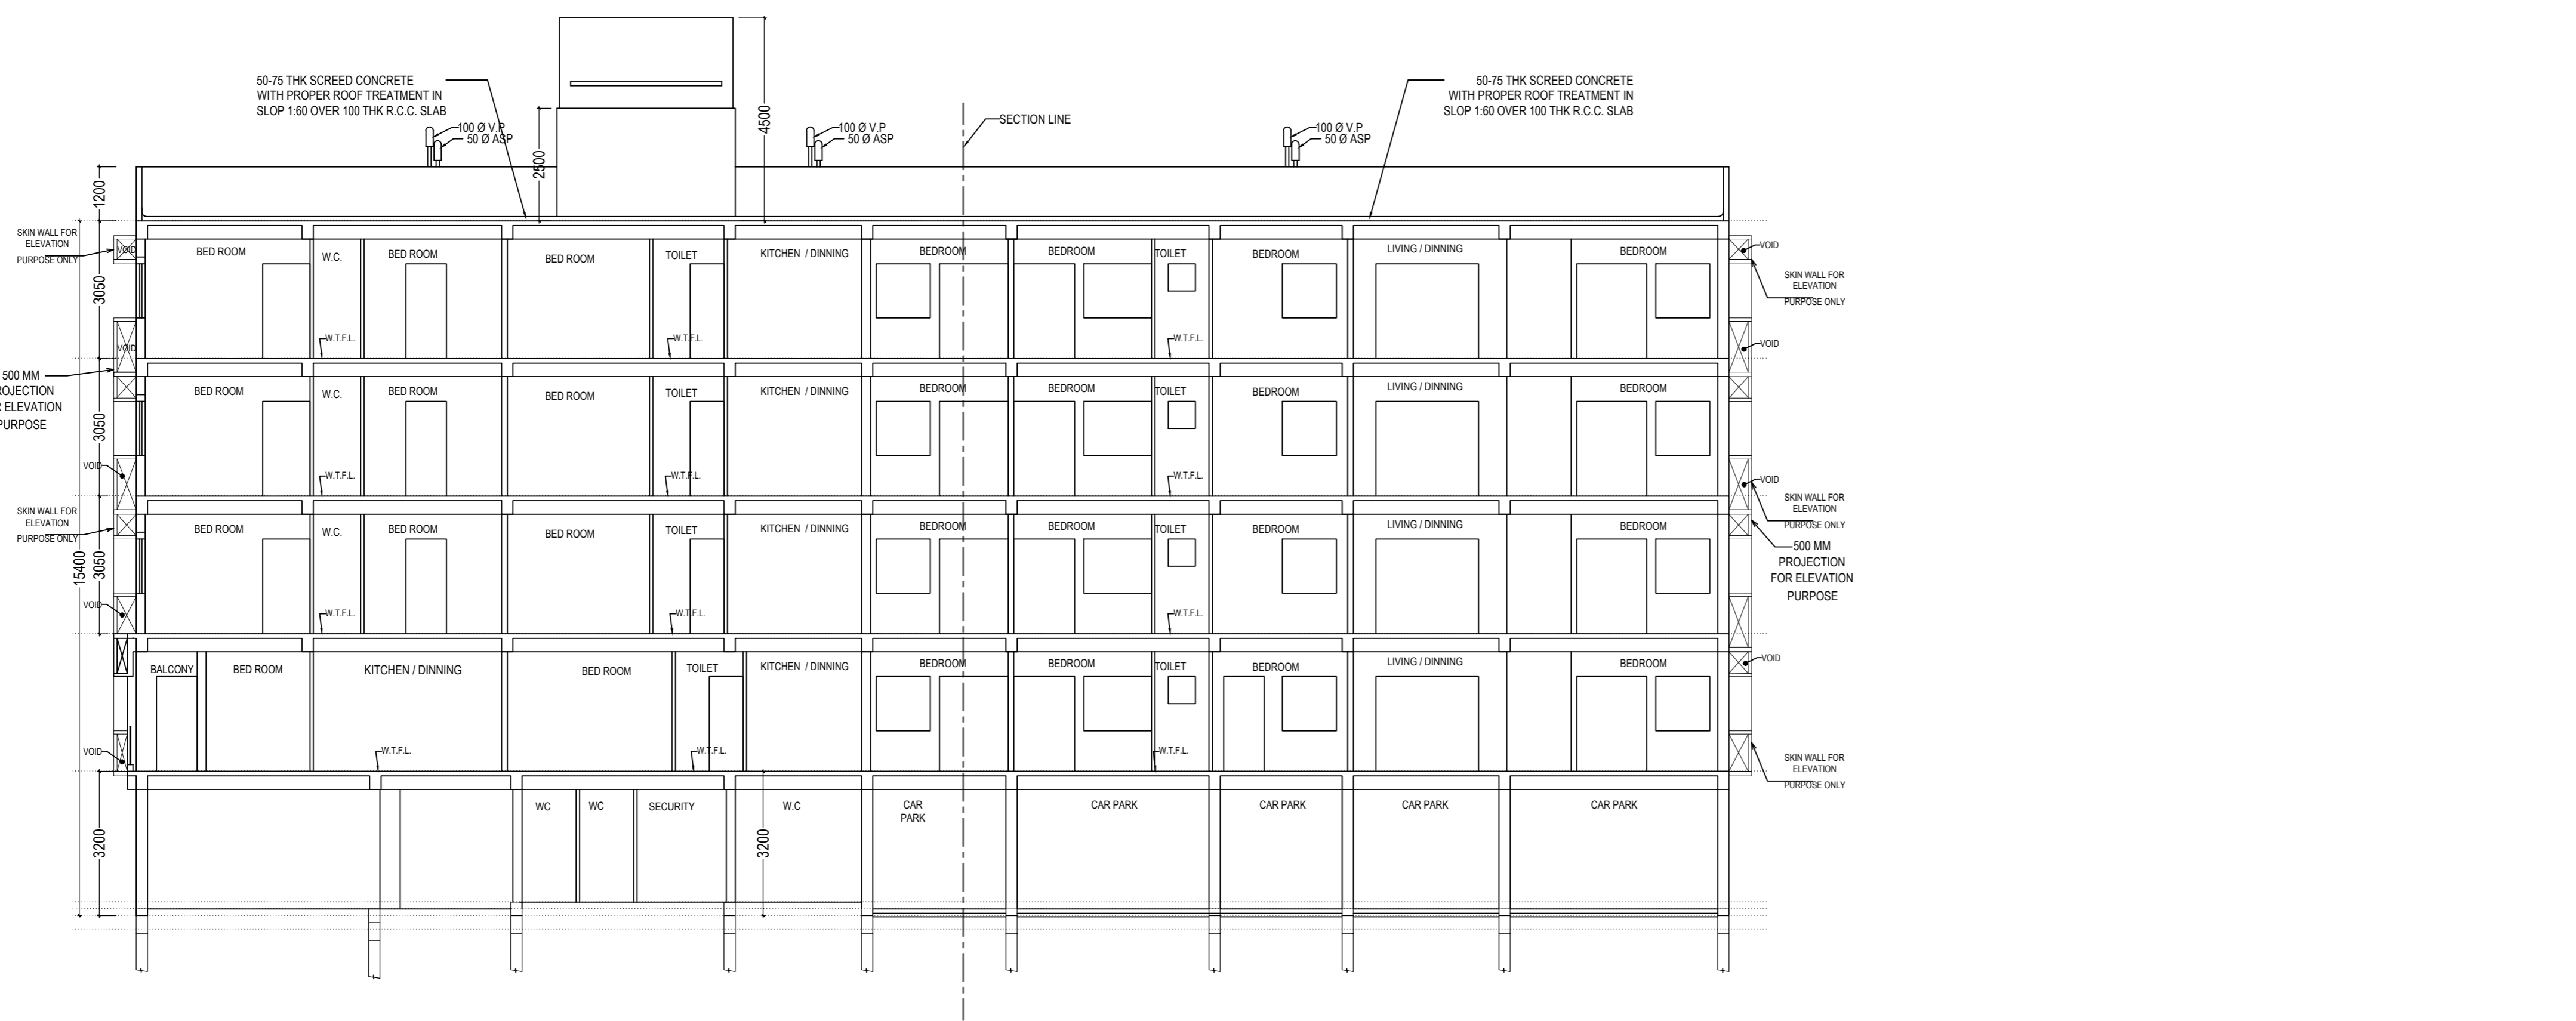 50-75 THK SCREED CONCRETE
WITH PROPER ROOF TREATMENT IN
SLOP 1:60 OVER 100 THK R.C.C. SLAB
50-75 THK SCREED CONCRETE
WITH PROPER ROOF TREATMENT IN
SLOP 1:60 OVER 100 THK R.C.C. SLAB
4500
SECTION LINE
100 Ø V.P
50 Ø ASP
100 Ø V.P
50 Ø ASP
100 Ø V.P
50 Ø ASP
2500
1200
SKIN WALL FOR
ELEVATION
PURPOSE ONLY
VOID
BED ROOM
W.C.
BED ROOM
BED ROOM
TOILET
KITCHEN / DINNING
BEDROOM
BEDROOM
TOILET
BEDROOM
LIVING / DINNING
BEDROOM
VOID
SKIN WALL FOR
ELEVATION
PURPOSE ONLY
3050
W.T.F.L.
W.T.F.L.
W.T.F.L.
VOID
VOID
500 MM
ROJECTION
R ELEVATION
PURPOSE
BED ROOM
W.C.
BED ROOM
BED ROOM
TOILET
KITCHEN / DINNING
BEDROOM
BEDROOM
TOILET
BEDROOM
LIVING / DINNING
BEDROOM
3050
VOID
W.T.F.L.
W.T.F.L.
W.T.F.L.
VOID
SKIN WALL FOR
ELEVATION
PURPOSE ONLY
SKIN WALL FOR
ELEVATION
PURPOSE ONLY
BED ROOM
W.C.
BED ROOM
BED ROOM
TOILET
KITCHEN / DINNING
BEDROOM
BEDROOM
TOILET
BEDROOM
LIVING / DINNING
BEDROOM
500 MM
PROJECTION
FOR ELEVATION
PURPOSE
15400
3050
VOID
W.T.F.L.
W.T.F.L.
W.T.F.L.
BALCONY
BED ROOM
KITCHEN / DINNING
BED ROOM
TOILET
KITCHEN / DINNING
BEDROOM
BEDROOM
TOILET
BEDROOM
LIVING / DINNING
BEDROOM
VOID
VOID
W.T.F.L.
W.T.F.L.
W.T.F.L.
SKIN WALL FOR
ELEVATION
PURPOSE ONLY
WC
WC
SECURITY
W.C
CAR
PARK
CAR PARK
CAR PARK
CAR PARK
CAR PARK
3200
3200